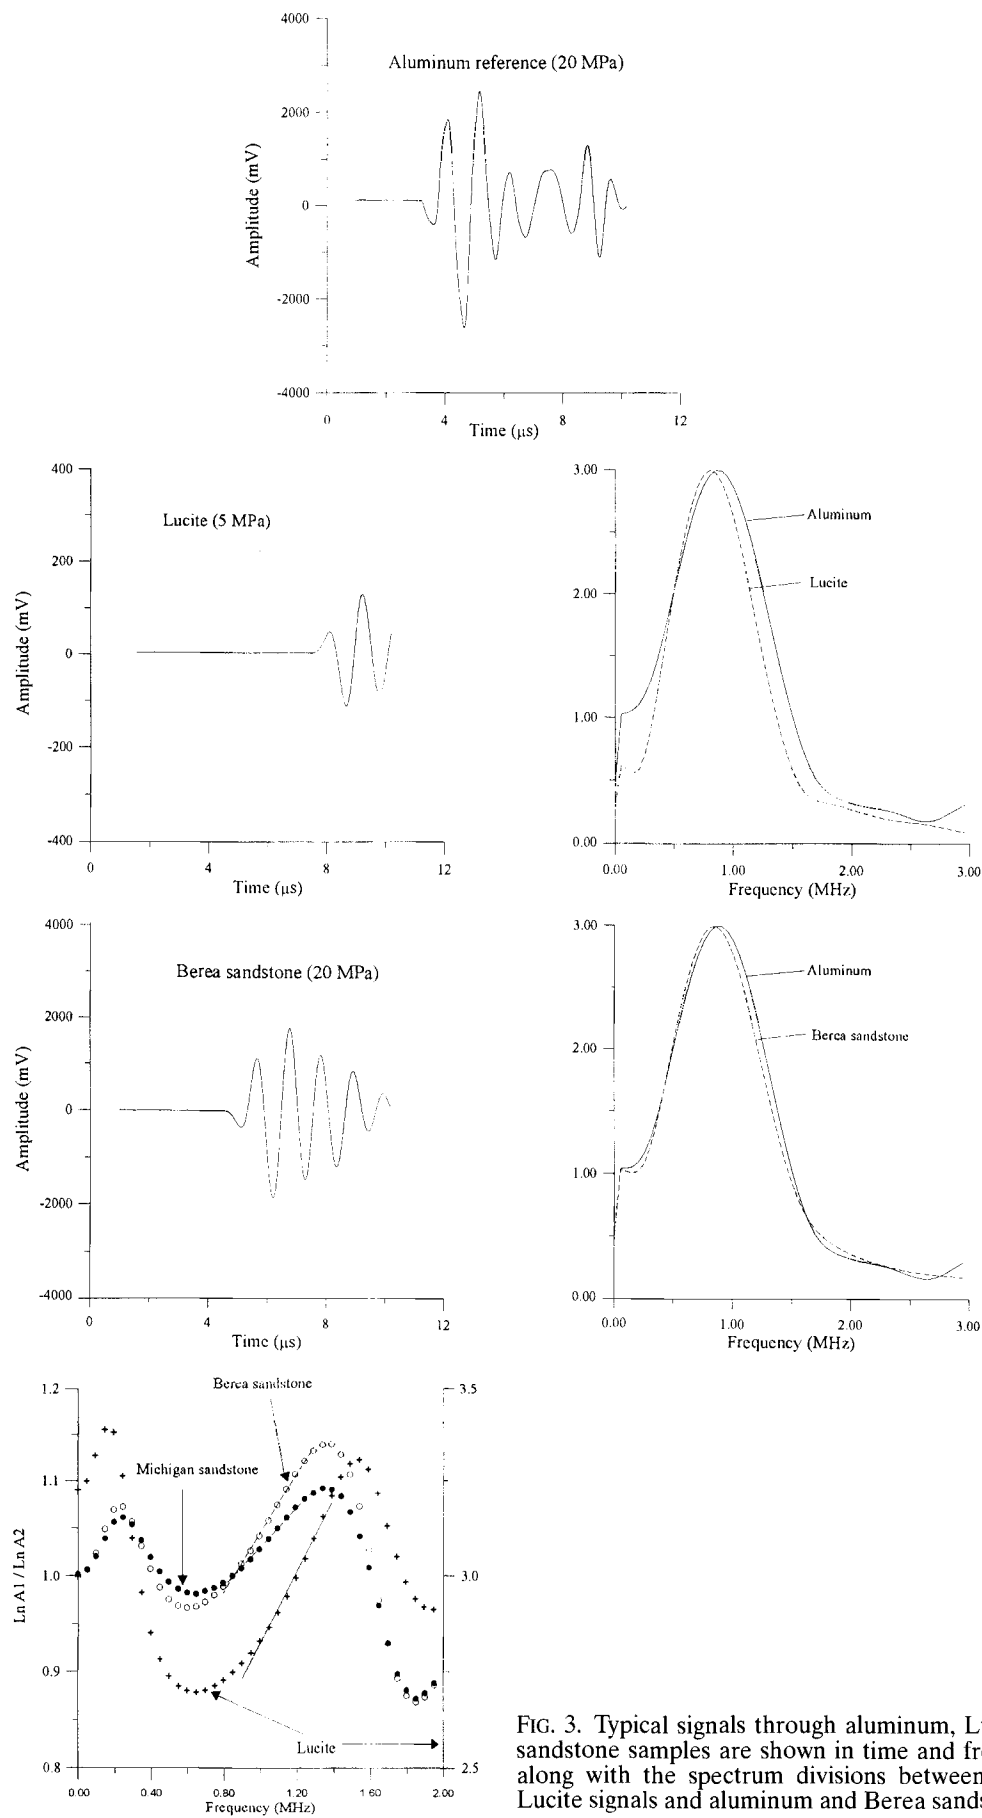 4000
Aluminum reference (20 MPa)
2000
Amplitude (mV)
0
-2000
-4000
0
4
8
12
Time (μs)
400
Lucite (5 MPa)
200
Amplitude (mV)
0
-200
-400
0
4
8
12
Time (μs)
3.00
Aluminum
Lucite
2.00
1.00
0.00
0.00
1.00
2.00
3.00
Frequency (MHz)
4000
Berea sandstone (20 MPa)
2000
Amplitude (mV)
0
-2000
-4000
0
4
8
12
Time (μs)
3.00
Aluminum
Berea sandstone
2.00
1.00
0.00
0.00
1.00
2.00
3.00
Frequency (MHz)
Berea sandstone
1.2
3.5
Michigan sandstone
1.1
Ln A1 / Ln A2
1.0
3.0
0.9
Lucite
0.8
2.5
0.00
0.40
0.80
1.20
1 60
2.00
Frequency (MHz)
FIG. 3. Typical signals through aluminum, L
sandstone samples are shown in time and fre
along with the spectrum divisions between
Lucite signals and aluminum and Berea sands